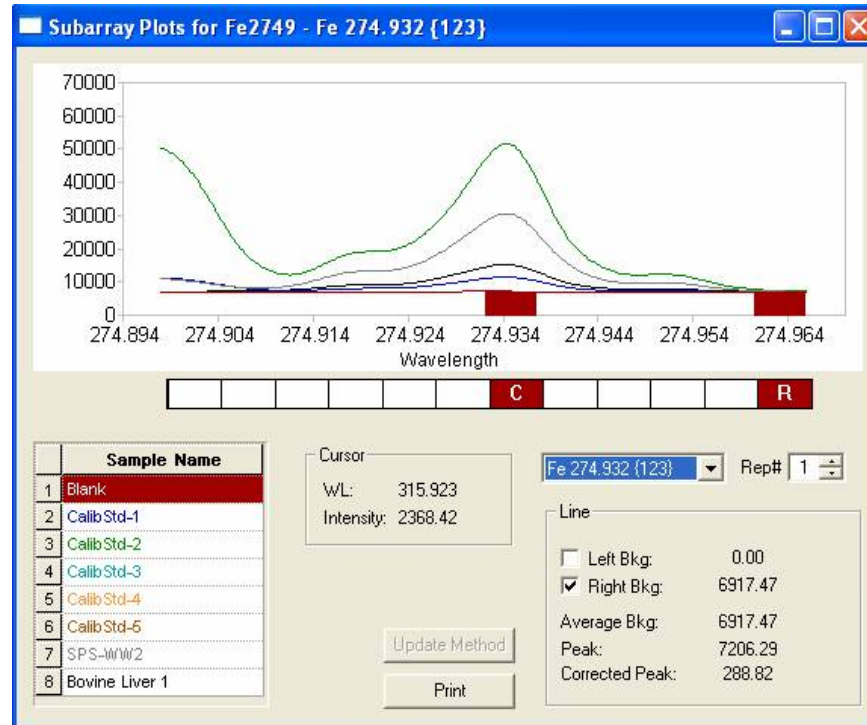 Subarray Plots for Fe2749 - Fe 274.932 {123}
70000
60000
50000
40000
30000
20000
10000
0
274.894 274.904 274.914 274.924 274.934 274.944 274.954 274.964
Wavelength
C R
Sample Name
1 Blank
2 CalibStd-1
3 CalibStd-2
4 CalibStd-3
5 CalibStd-4
6 CalibStd-5
7 SPS-WW2
8 Bovine Liver 1
Cursor
WL: 315.923
Intensity: 2368.42
Update Method
Print
Fe 274.932 {123} Rep# 1
Line
Left Bkg: 0.00
Right Bkg: 6917.47
Average Bkg: 6917.47
Peak: 7206.29
Corrected Peak: 288.82